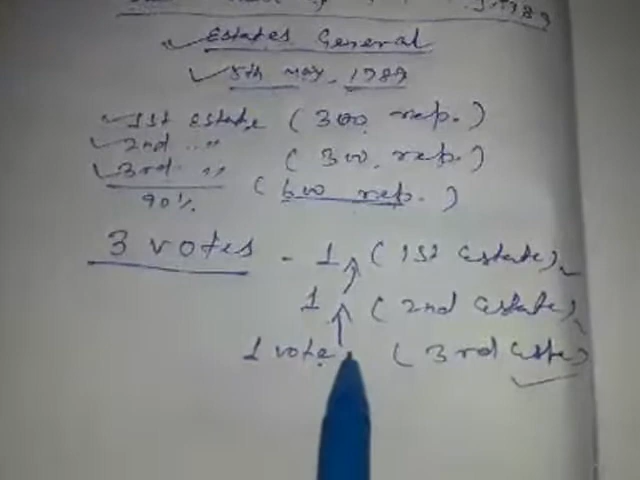 Estates General
5th May, 1789
1st estate (300 rep.)
2nd " " (300. rep.)
3rd " " (600 rep.)
90%
3 votes - 1 (1st estate)
1 (2nd estate)
1 vote (3rd este)